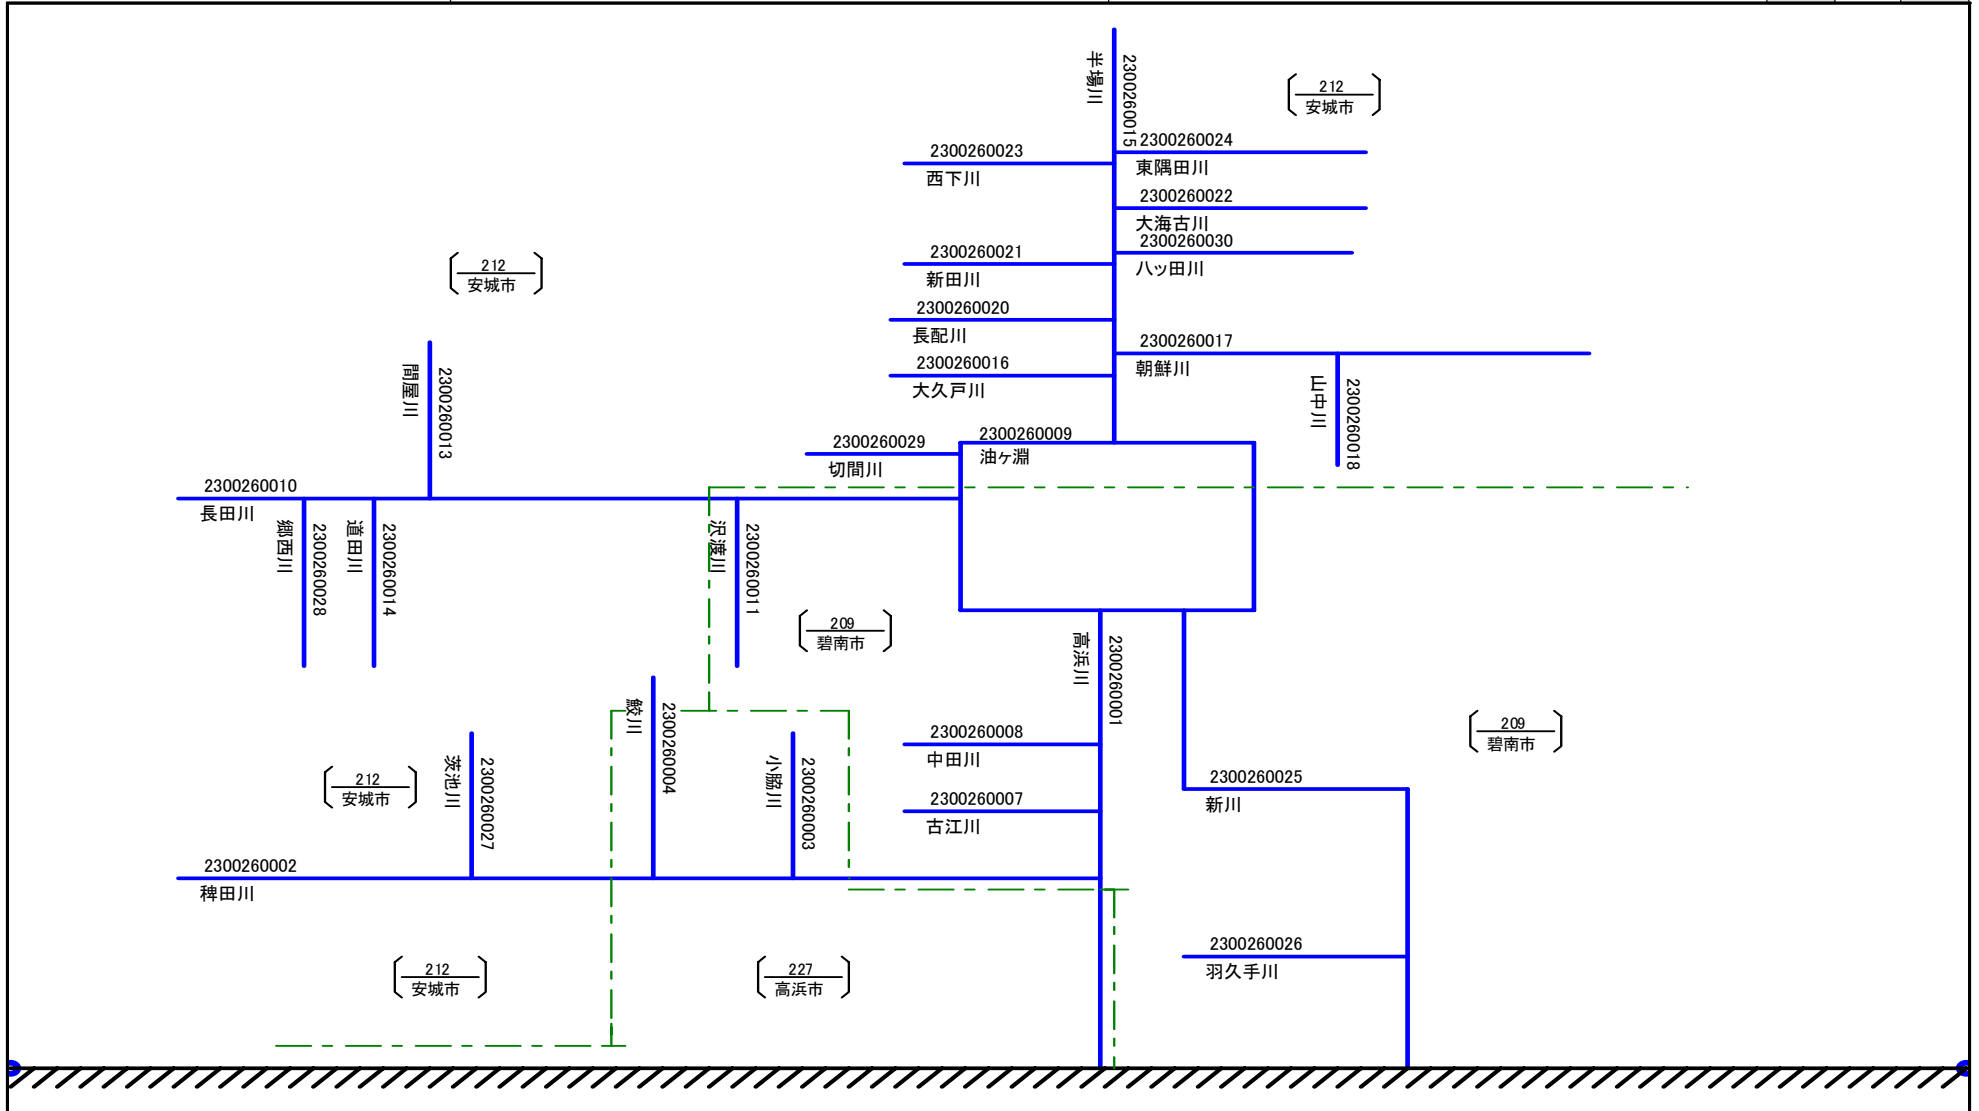 半場川
2300260015
212
安城市
2300260024
東隅田川
2300260023
西下川
2300260022
大海古川
2300260030
八ッ田川
2300260021
新田川
212
安城市
2300260020
長配川
2300260017
朝鮮川
2300260016
大久戸川
山中川
2300260018
間屋川
2300260013
2300260029
切間川
2300260009
油ヶ淵
2300260010
長田川
郷西川
2300260028
道田川
2300260014
沢渡川
2300260011
209
碧南市
高浜川
2300260001
鮫川
2300260004
209
碧南市
2300260008
中田川
茨池川
2300260027
小脇川
2300260003
212
安城市
2300260025
新川
2300260007
古江川
2300260002
稗田川
2300260026
羽久手川
212
安城市
227
高浜市